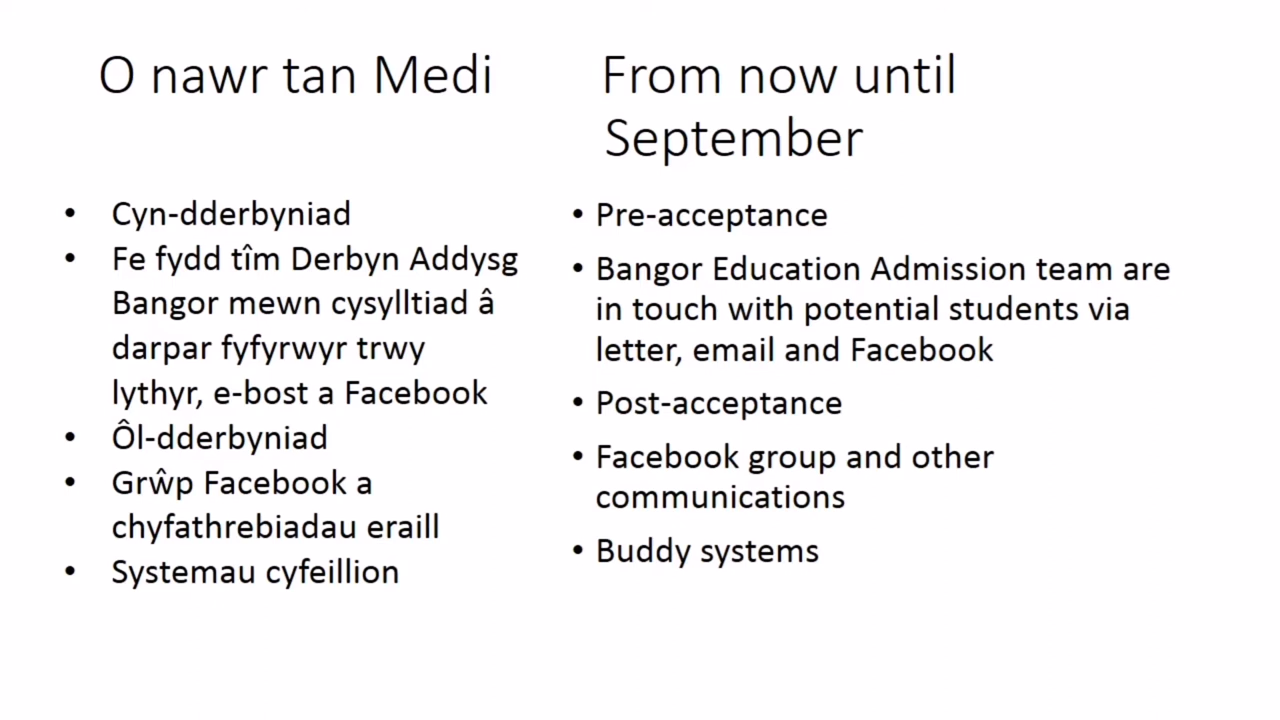 O nawr tan Medi
• Cyn-dderbyniad
• Fe fydd tîm Derbyn Addysg
Bangor mewn cysylltiad â
darpar fyfyrwyr trwy
lythyr, e-bost a Facebook
• Ôl-dderbyniad
• Grŵp Facebook a
chyfathrebiadau eraill
• Systemau cyfeillion
From now until
September
• Pre-acceptance
• Bangor Education Admission team are
in touch with potential students via
letter, email and Facebook
• Post-acceptance
• Facebook group and other
communications
• Buddy systems